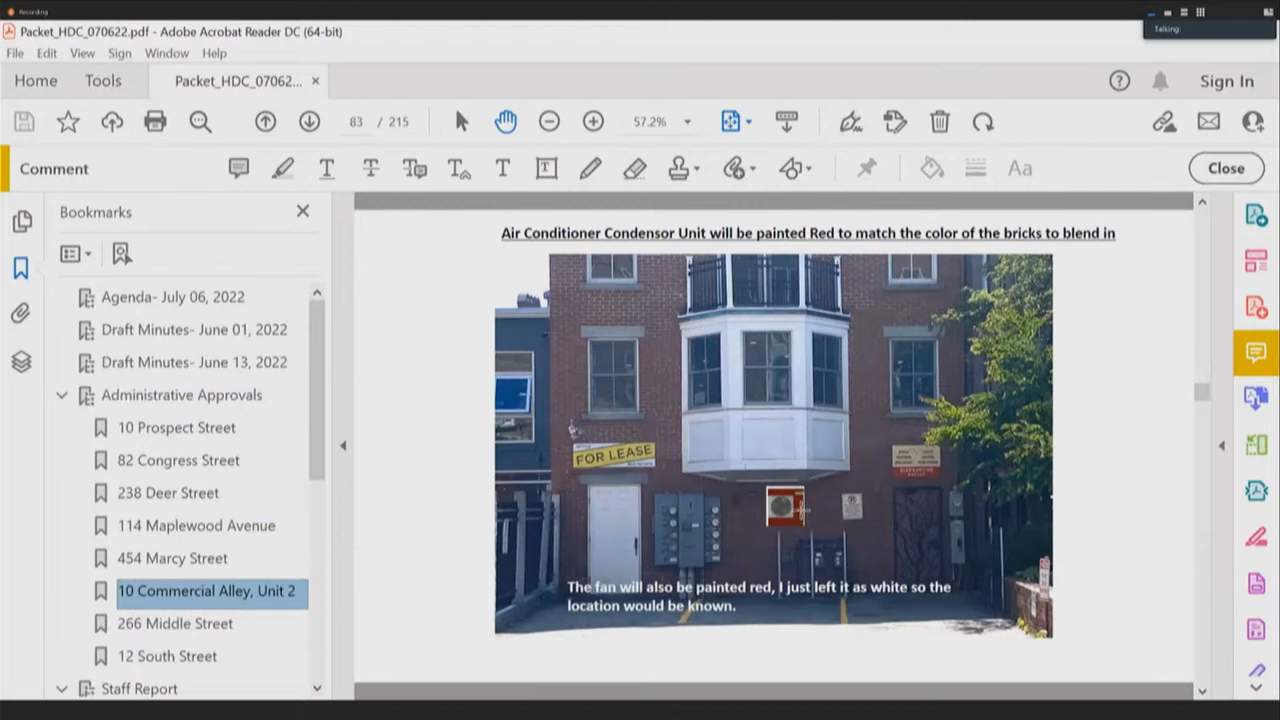 Recording
Packet_HDC_070622.pdf - Adobe Acrobat Reader DC (64-bit)
Talking:
File Edit View Sign Window Help
Home Tools Packet_HDC_07062... × Sign In
83 / 215 57.2%
Comment Close
Bookmarks
Agenda- July 06, 2022
Draft Minutes- June 01, 2022
Draft Minutes- June 13, 2022
Administrative Approvals
10 Prospect Street
82 Congress Street
238 Deer Street
114 Maplewood Avenue
454 Marcy Street
10 Commercial Alley, Unit 2
266 Middle Street
12 South Street
Staff Report
Air Conditioner Condensor Unit will be painted Red to match the color of the bricks to blend in
FOR LEASE
The fan will also be painted red, I just left it as white so the
location would be known.